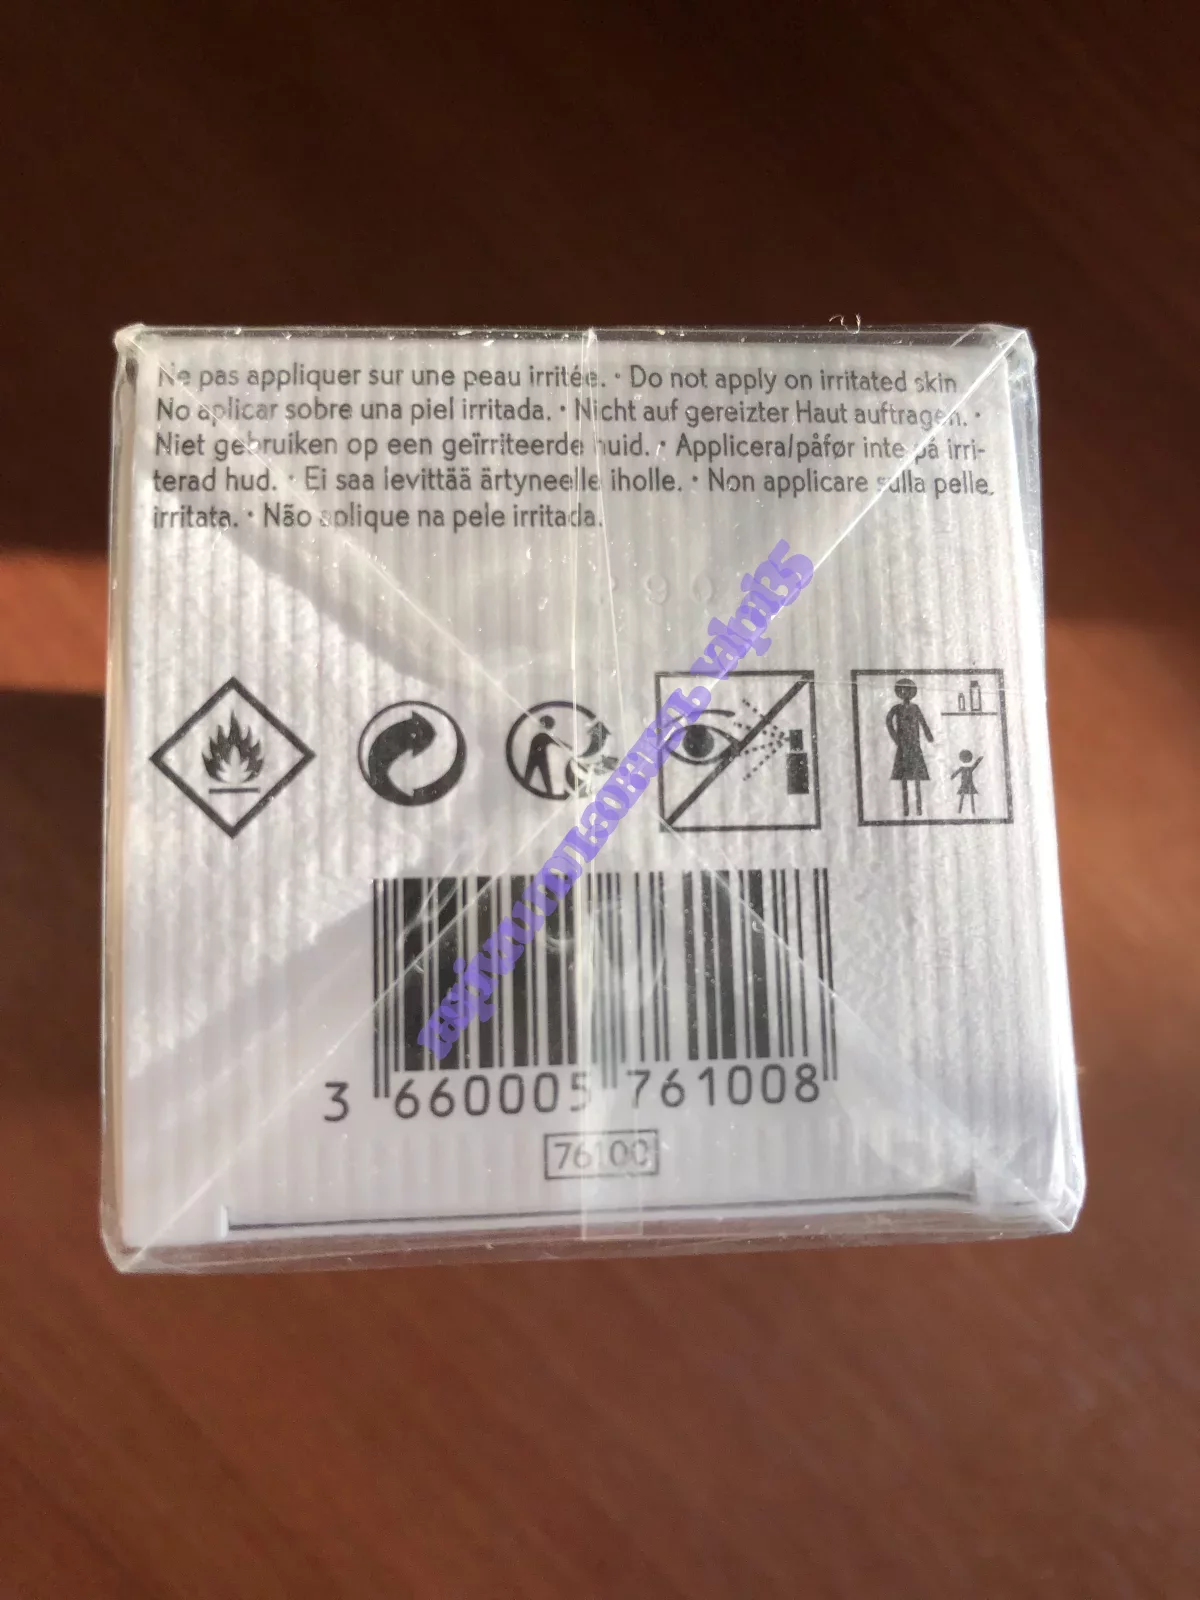 Ne pas appliquer sur une peau irritée. • Do not apply on irritated skin
No aplicar sobre una piel irritada. • Nicht auf gereizter Haut auftragen. •
Niet gebruiken op een geïrriteerde huid. • Applicera/påfør inte på irri-
terad hud. • Ei saa levittää ärtyneelle iholle. • Non applicare sulla pelle
irritata. • Não aplique na pele irritada.
valpi35
3 660005 761008
76100